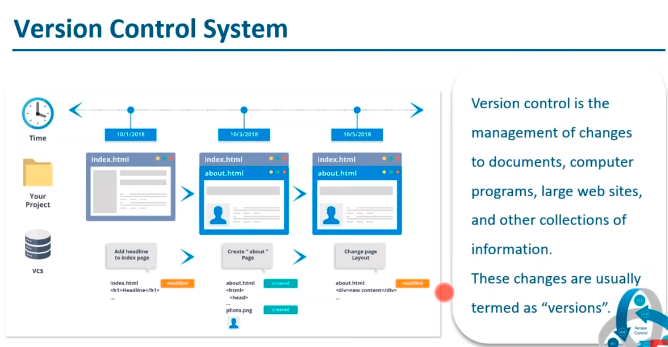 Version Control System
Time
10/1/2018
10/3/2018
10/5/2018
Your
Project
index.html
index.html
about.html
index.html
about.html
vcs
Add headline
to index page
Create " about "
Page
Change page
Layout
index.html
modified
<h1>Headline</h1>
...
about.html
created
<html>
<head>
...
photo.png
created
about.html
modified
<div>new content</div>
...
Version control is the
management of changes
to documents, computer
programs, large web sites,
and other collections of
information.
These changes are usually
termed as “versions”.
Version
Control